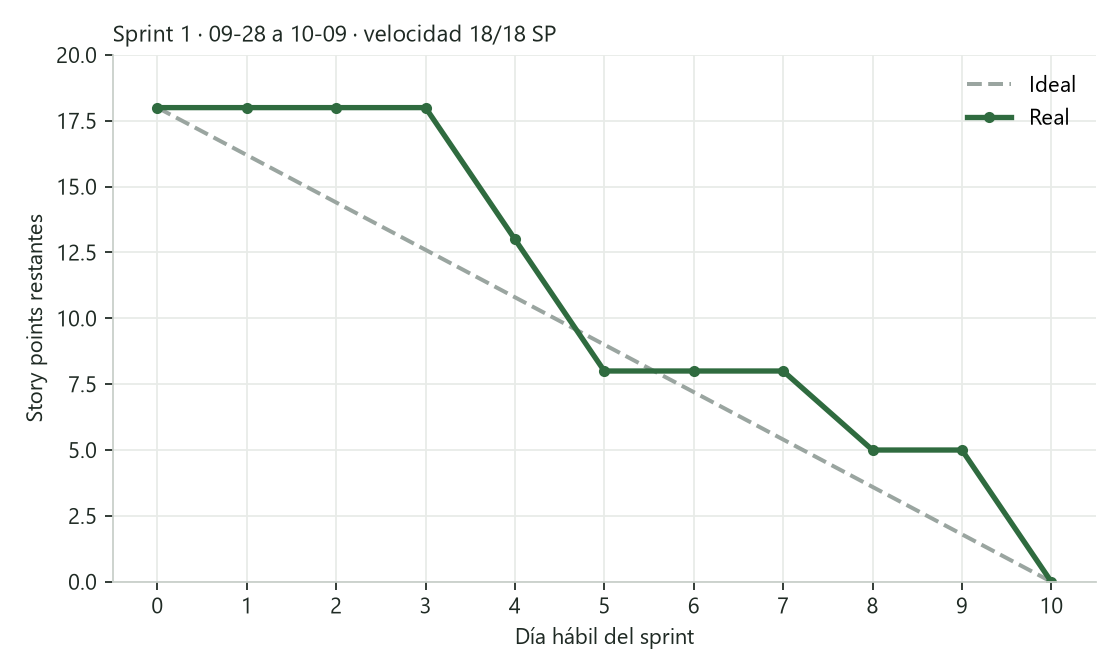 Sprint 1 · 09-28 a 10-09 · velocidad 18/18 SP
20.0
17.5
15.0
12.5
10.0
7.5
5.0
2.5
0.0
Story points restantes
Ideal
Real
0 1 2 3 4 5 6 7 8 9 10
Día hábil del sprint